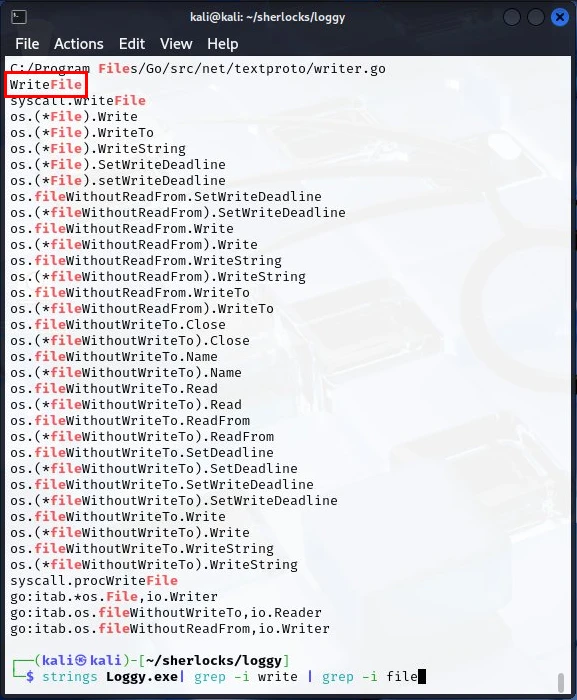 kali@kali: ~/sherlocks/loggy
File Actions Edit View Help
C:/Program Files/Go/src/net/textproto/writer.go
WriteFile
syscall.WriteFile
os.(*File).Write
os.(*File).WriteTo
os.(*File).WriteString
os.(*File).SetWriteDeadline
os.(*File).setWriteDeadline
os.fileWithoutReadFrom.SetWriteDeadline
os.(*fileWithoutReadFrom).SetWriteDeadline
os.fileWithoutReadFrom.Write
os.(*fileWithoutReadFrom).Write
os.fileWithoutReadFrom.WriteString
os.(*fileWithoutReadFrom).WriteString
os.fileWithoutReadFrom.WriteTo
os.(*fileWithoutReadFrom).WriteTo
os.fileWithoutWriteTo.Close
os.(*fileWithoutWriteTo).Close
os.fileWithoutWriteTo.Name
os.(*fileWithoutWriteTo).Name
os.fileWithoutWriteTo.Read
os.(*fileWithoutWriteTo).Read
os.fileWithoutWriteTo.ReadFrom
os.(*fileWithoutWriteTo).ReadFrom
os.fileWithoutWriteTo.SetDeadline
os.(*fileWithoutWriteTo).SetDeadline
os.fileWithoutWriteTo.SetWriteDeadline
os.(*fileWithoutWriteTo).SetWriteDeadline
os.fileWithoutWriteTo.Write
os.(*fileWithoutWriteTo).Write
os.fileWithoutWriteTo.WriteString
os.(*fileWithoutWriteTo).WriteString
syscall.procWriteFile
go:itab.*os.File,io.Writer
go:itab.os.fileWithoutWriteTo,io.Reader
go:itab.os.fileWithoutReadFrom,io.Writer
┌──(kali㉿kali)-[~/sherlocks/loggy]
└─$ strings Loggy.exe| grep -i write | grep -i file